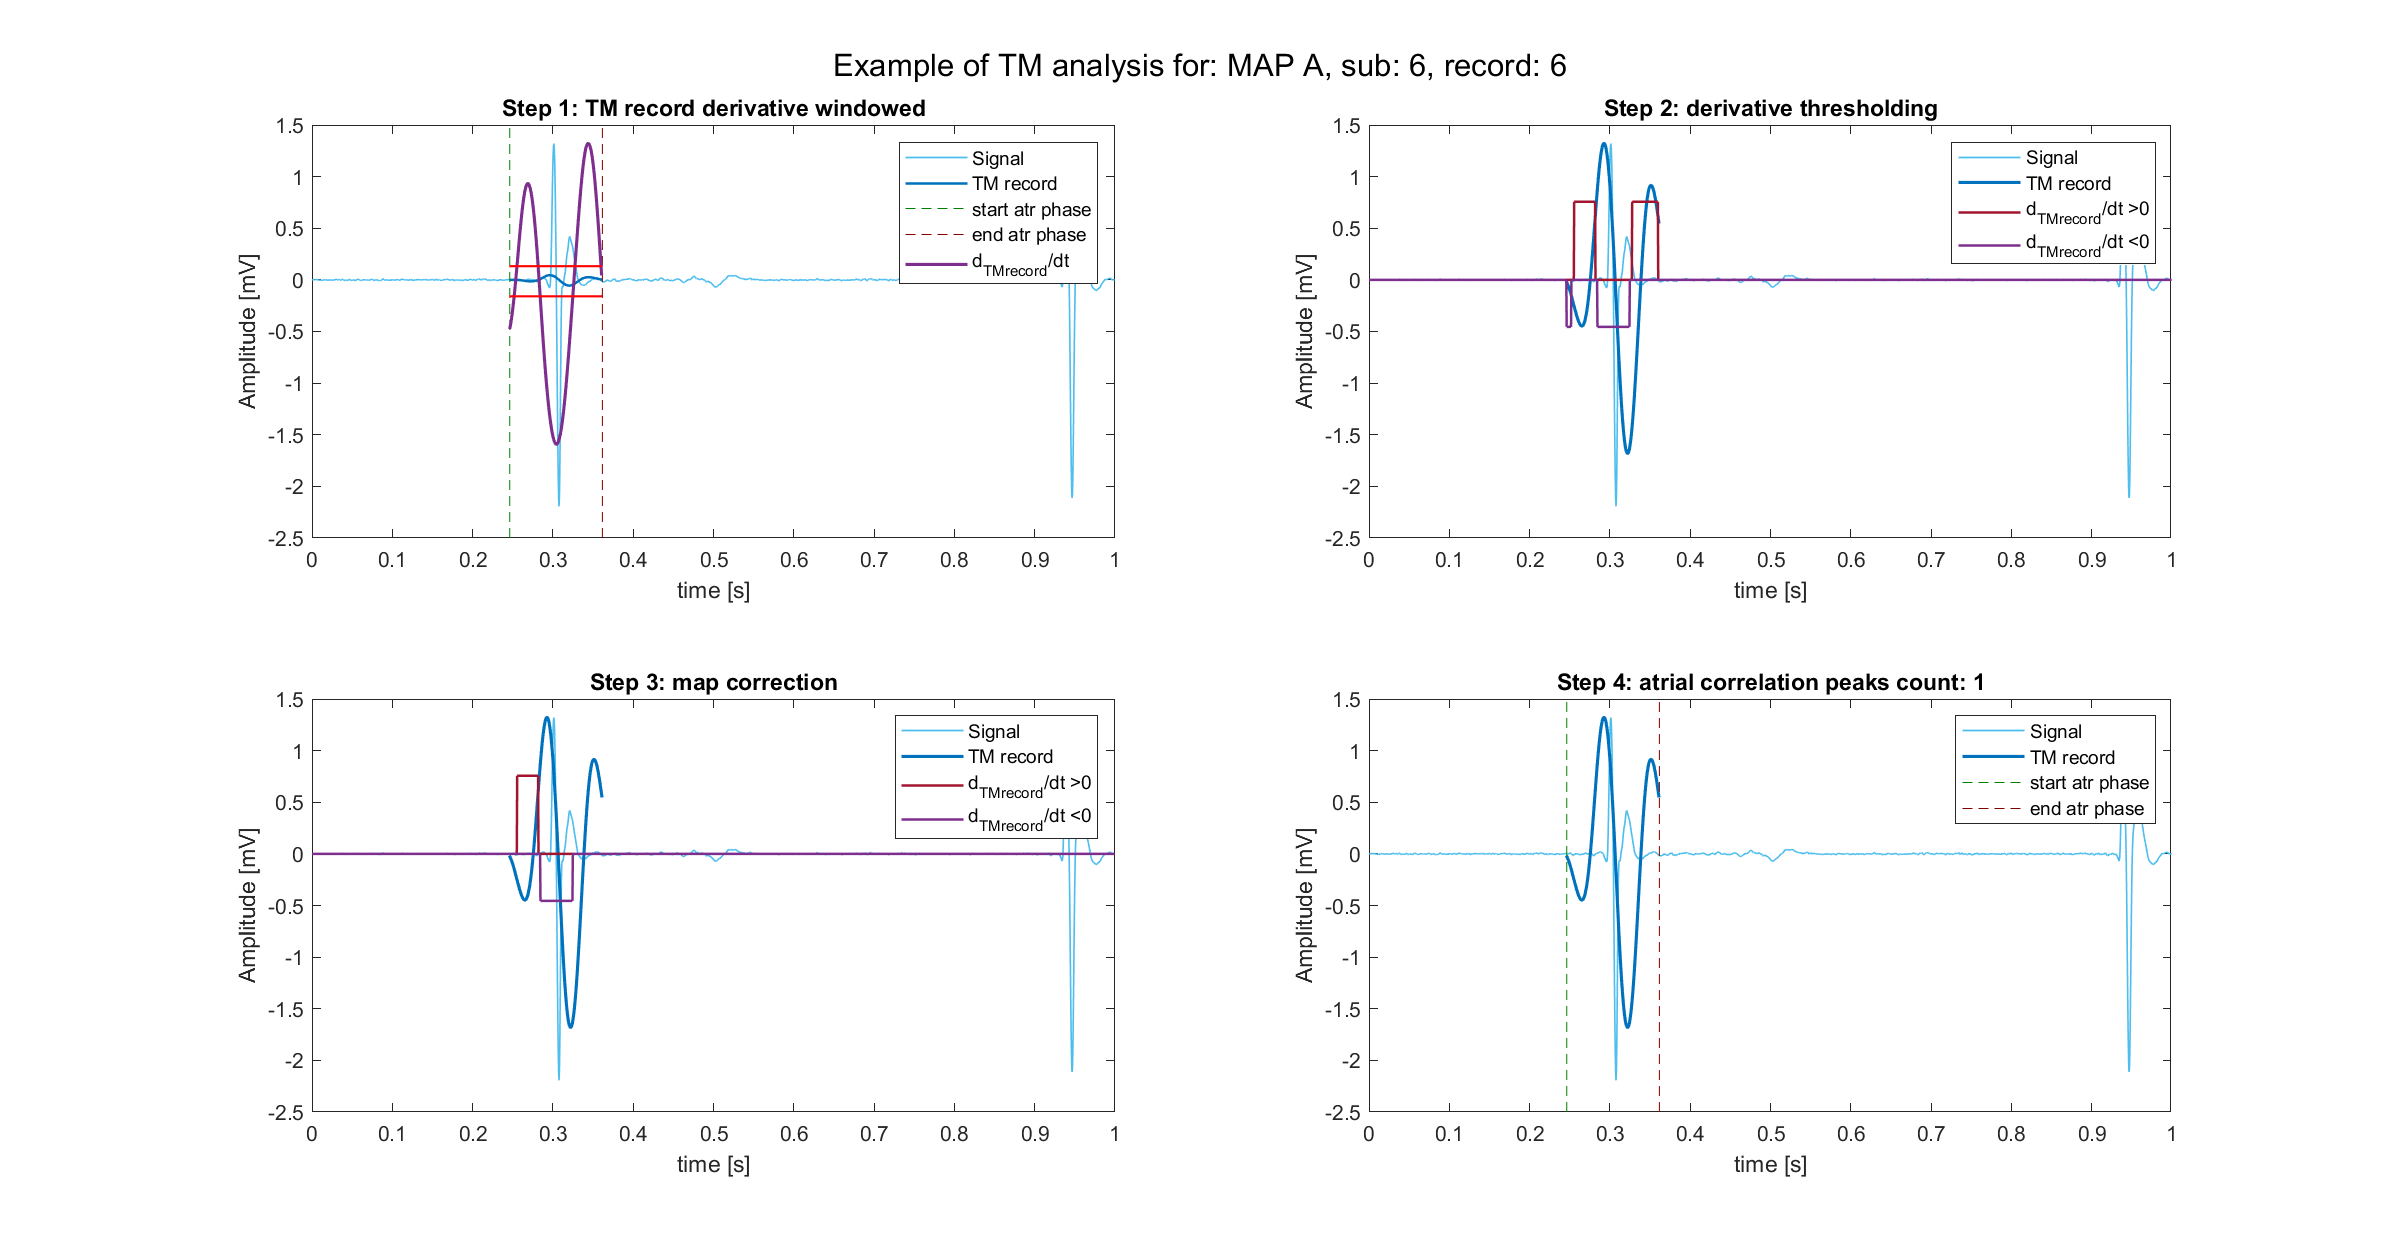 Example of TM analysis for: MAP A, sub: 6, record: 6
Step 1: TM record derivative windowed
1.5
1
0.5
0
-0.5
-1
-1.5
-2
-2.5
Amplitude [mV]
0 0.1 0.2 0.3 0.4 0.5 0.6 0.7 0.8 0.9 1
time [s]
Signal
TM record
start atr phase
end atr phase
dTMrecord/dt
Step 2: derivative thresholding
1.5
1
0.5
0
-0.5
-1
-1.5
-2
-2.5
Amplitude [mV]
0 0.1 0.2 0.3 0.4 0.5 0.6 0.7 0.8 0.9 1
time [s]
Signal
TM record
dTMrecord/dt >0
dTMrecord/dt <0
Step 3: map correction
1.5
1
0.5
0
-0.5
-1
-1.5
-2
-2.5
Amplitude [mV]
0 0.1 0.2 0.3 0.4 0.5 0.6 0.7 0.8 0.9 1
time [s]
Signal
TM record
dTMrecord/dt >0
dTMrecord/dt <0
Step 4: atrial correlation peaks count: 1
1.5
1
0.5
0
-0.5
-1
-1.5
-2
-2.5
Amplitude [mV]
0 0.1 0.2 0.3 0.4 0.5 0.6 0.7 0.8 0.9 1
time [s]
Signal
TM record
start atr phase
end atr phase